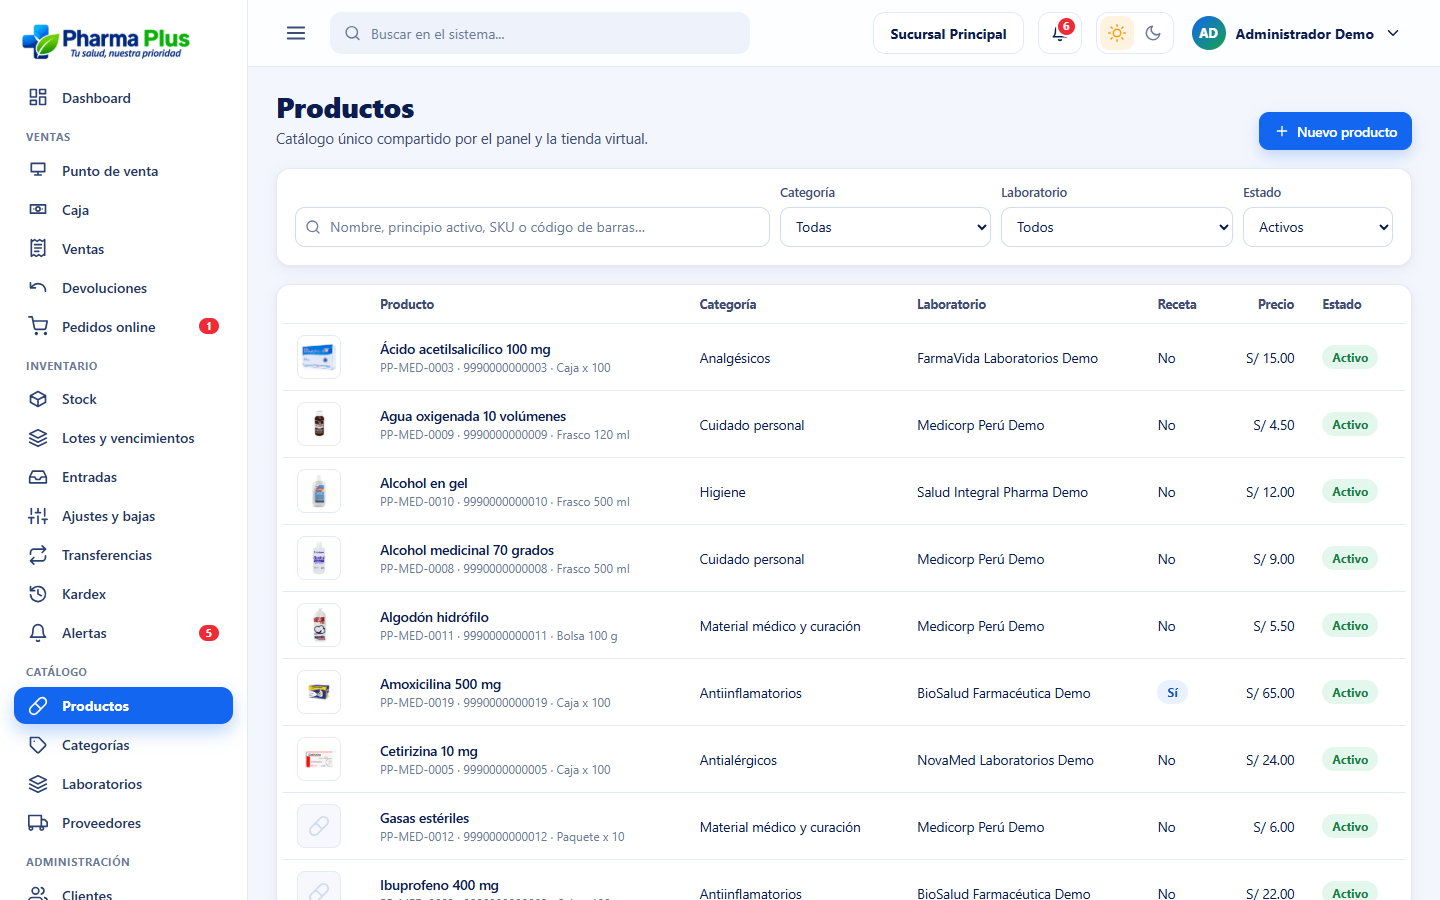 Pharma Plus
Tu salud, nuestra prioridad
Buscar en el sistema...
Sucursal Principal
6
AD
Administrador Demo
Dashboard
VENTAS
Punto de venta
Caja
Ventas
Devoluciones
Pedidos online
1
INVENTARIO
Stock
Lotes y vencimientos
Entradas
Ajustes y bajas
Transferencias
Kardex
Alertas
5
CATÁLOGO
Productos
Categorías
Laboratorios
Proveedores
ADMINISTRACIÓN
Clientes
Productos
Catálogo único compartido por el panel y la tienda virtual.
+ Nuevo producto
Categoría Laboratorio Estado
Nombre, principio activo, SKU o código de barras... Todas Todos Activos
Producto Categoría Laboratorio Receta Precio Estado
Ácido acetilsalicílico 100 mg
PP-MED-0003 · 9990000000003 · Caja x 100
Analgésicos FarmaVida Laboratorios Demo No S/ 15.00 Activo
Agua oxigenada 10 volúmenes
PP-MED-0009 · 9990000000009 · Frasco 120 ml
Cuidado personal Medicorp Perú Demo No S/ 4.50 Activo
Alcohol en gel
PP-MED-0010 · 9990000000010 · Frasco 500 ml
Higiene Salud Integral Pharma Demo No S/ 12.00 Activo
Alcohol medicinal 70 grados
PP-MED-0008 · 9990000000008 · Frasco 500 ml
Cuidado personal Medicorp Perú Demo No S/ 9.00 Activo
Algodón hidrófilo
PP-MED-0011 · 9990000000011 · Bolsa 100 g
Material médico y curación Medicorp Perú Demo No S/ 5.50 Activo
Amoxicilina 500 mg
PP-MED-0019 · 9990000000019 · Caja x 100
Antiinflamatorios BioSalud Farmacéutica Demo Sí S/ 65.00 Activo
Cetirizina 10 mg
PP-MED-0005 · 9990000000005 · Caja x 100
Antialérgicos NovaMed Laboratorios Demo No S/ 24.00 Activo
Gasas estériles
PP-MED-0012 · 9990000000012 · Paquete x 10
Material médico y curación Medicorp Perú Demo No S/ 6.00 Activo
Ibuprofeno 400 mg
Antiinflamatorios BioSalud Farmacéutica Demo No S/ 22.00 Activo